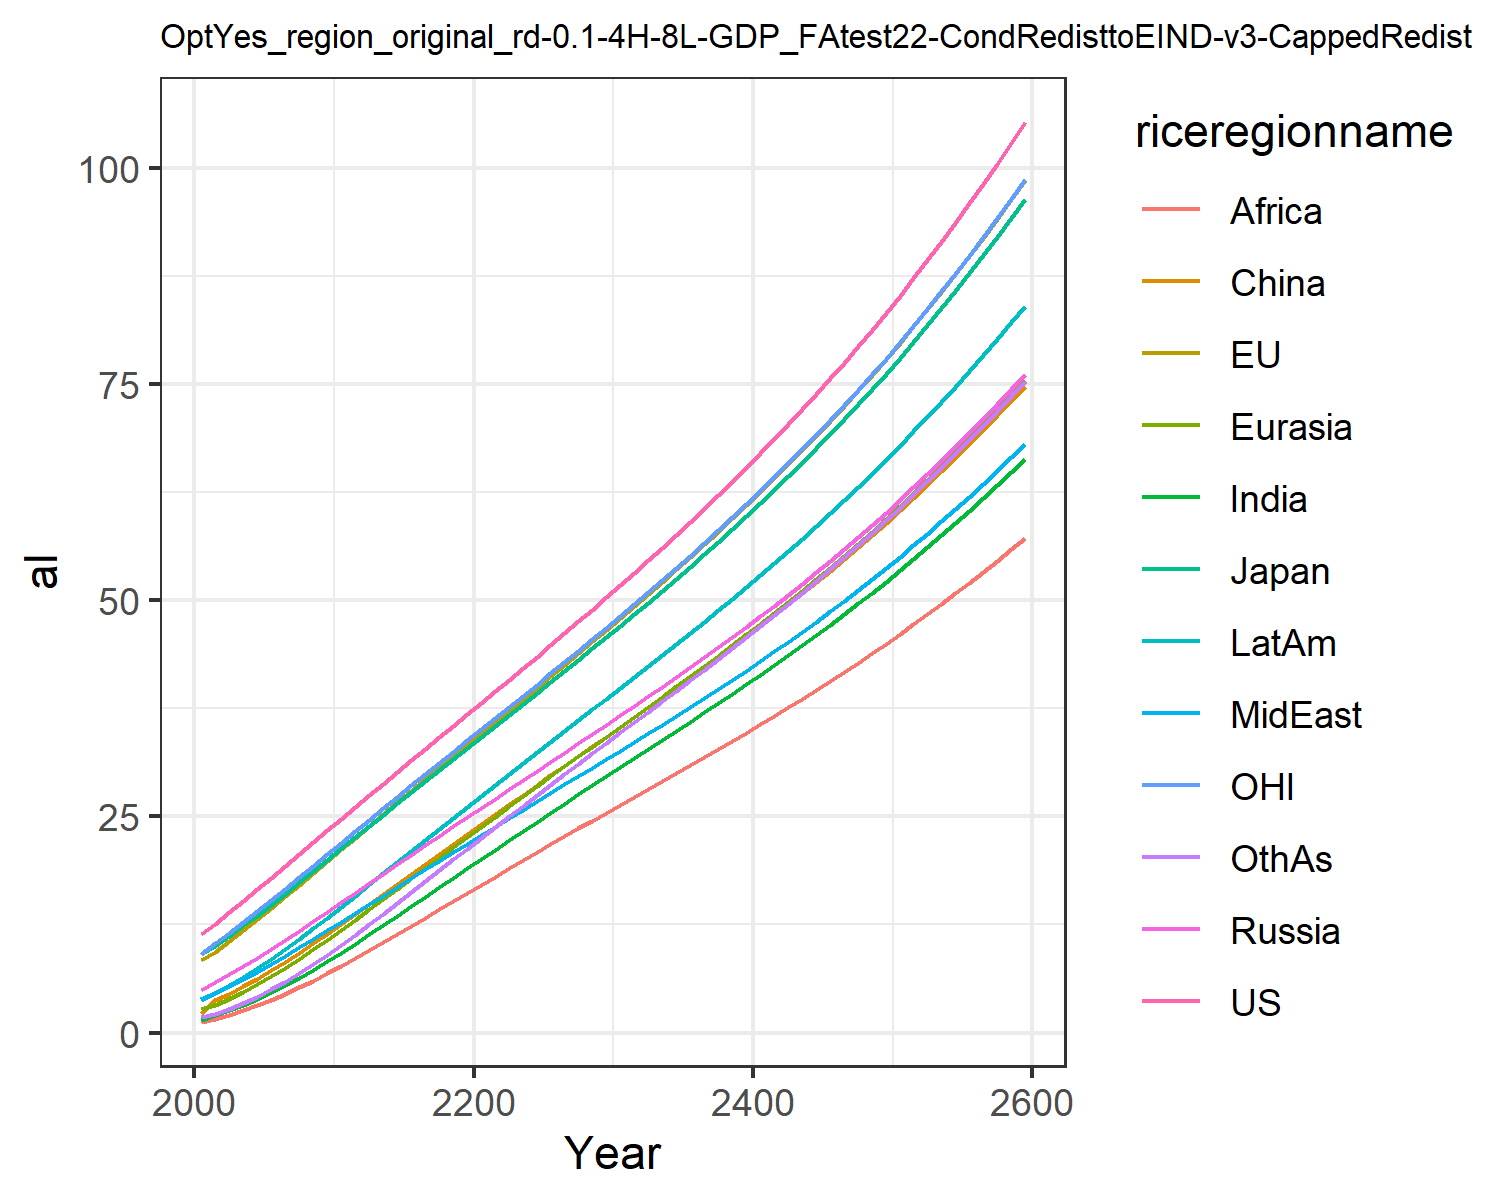 OptYes_region_original_rd-0.1-4H-8L-GDP_FAtest22-CondRedisttoEIND-v3-CappedRedist
riceregionname
Africa
China
EU
Eurasia
India
Japan
LatAm
MidEast
OHI
OthAs
Russia
US
al
100
75
50
25
0
2000 2200 2400 2600
Year